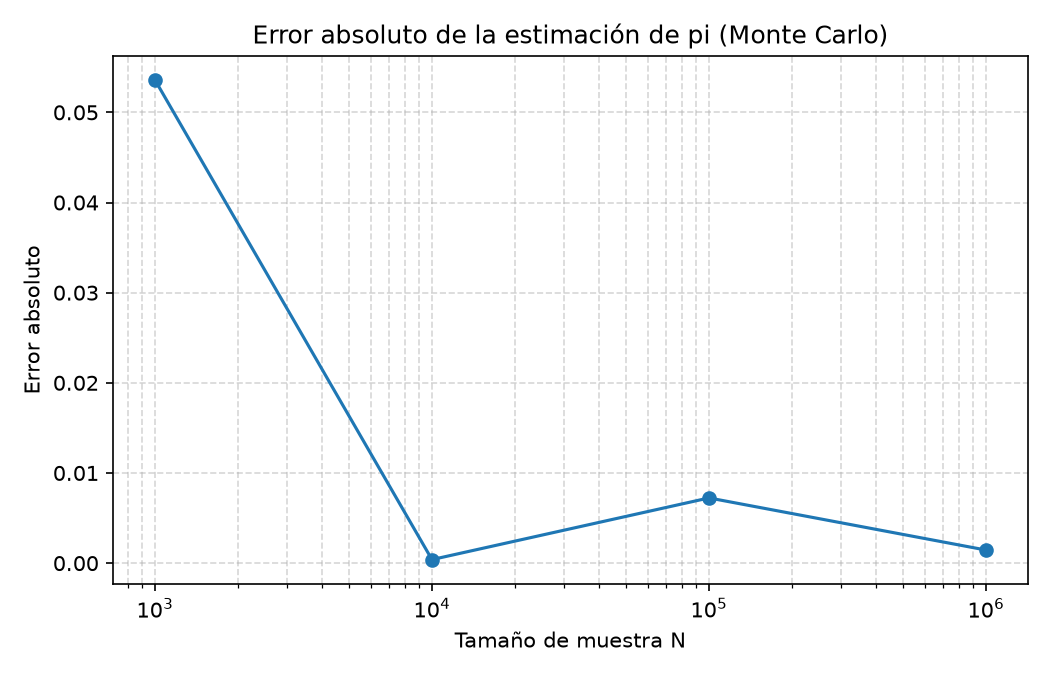 Error absoluto de la estimación de pi (Monte Carlo)
Error absoluto
0.05
0.04
0.03
0.02
0.01
0.00
10³ 10⁴ 10⁵ 10⁶
Tamaño de muestra N